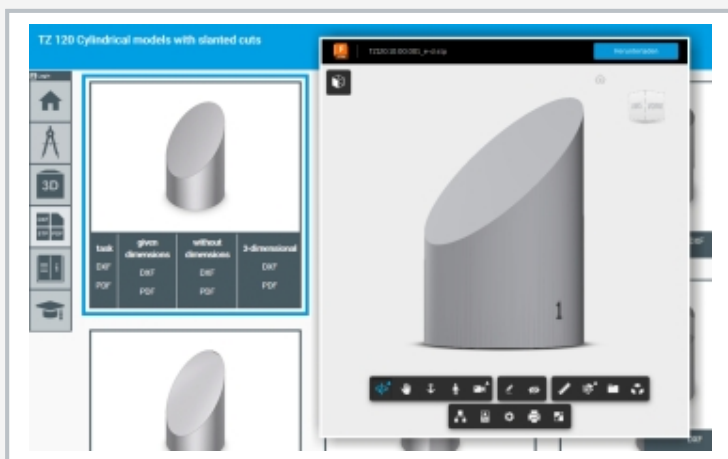 TZ 120 Cylindrical models with slanted cuts
Herunterladen
3D
task
given dimensions
without dimensions
3-dimensional
DXF
DXF
DXF
DXF
PDF
PDF
PDF
PDF
1